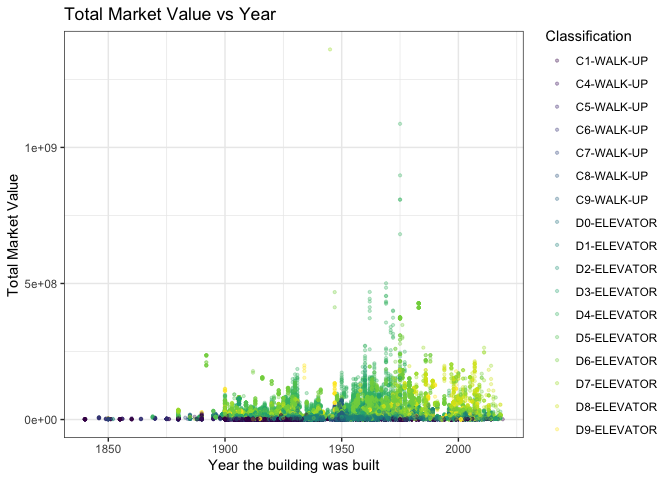 Total Market Value vs Year
Classification
C1-WALK-UP
C4-WALK-UP
C5-WALK-UP
C6-WALK-UP
C7-WALK-UP
C8-WALK-UP
C9-WALK-UP
D0-ELEVATOR
D1-ELEVATOR
D2-ELEVATOR
D3-ELEVATOR
D4-ELEVATOR
D5-ELEVATOR
D6-ELEVATOR
D7-ELEVATOR
D8-ELEVATOR
D9-ELEVATOR
Total Market Value
1e+09
5e+08
0e+00
1850
1900
1950
2000
Year the building was built